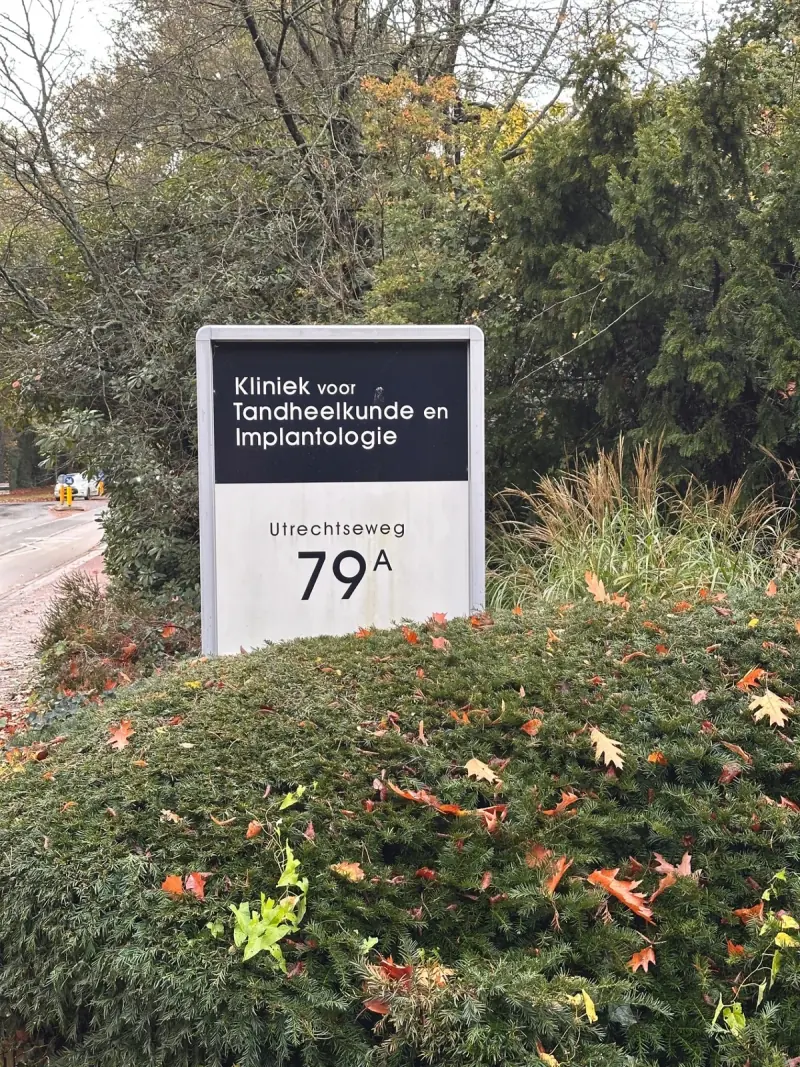 Kliniek voor
Tandheelkunde en
Implantologie
Utrechtseweg
79A